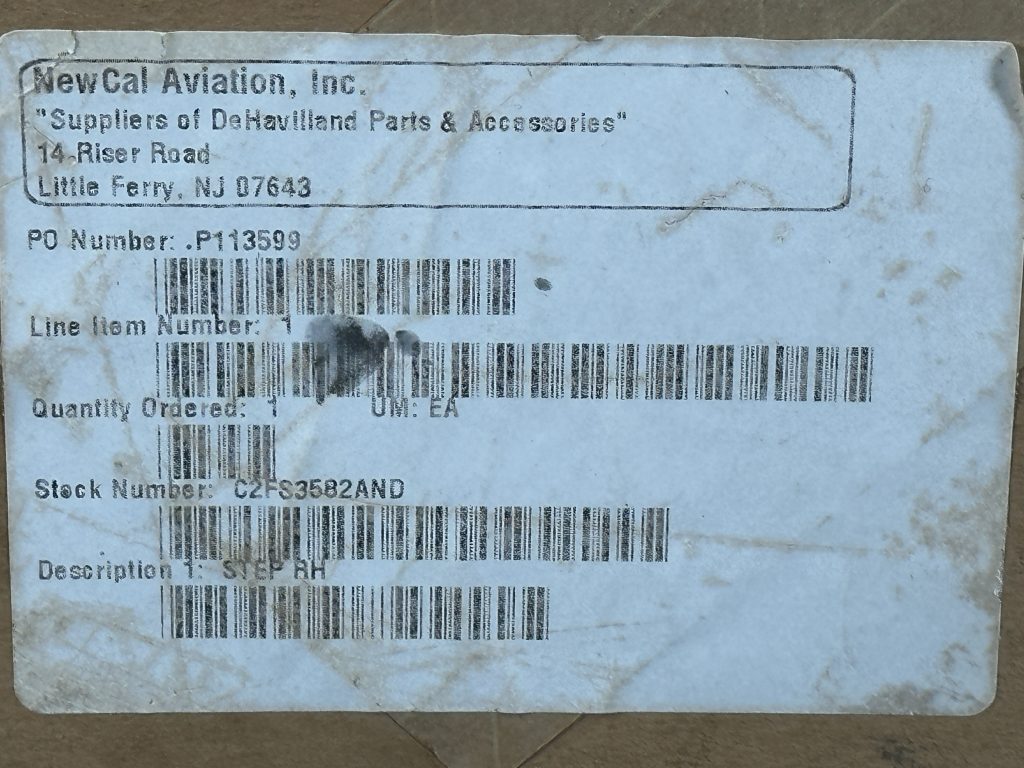 NewCal Aviation, Inc.
"Suppliers of DeHavilland Parts & Accessories"
14 Riser Road
Little Ferry, NJ 07643
PO Number: .P113599
Line Item Number: 1
Quantity Ordered: 1 UM: EA
Stock Number: C2FS3582AND
Description 1: STEP RH